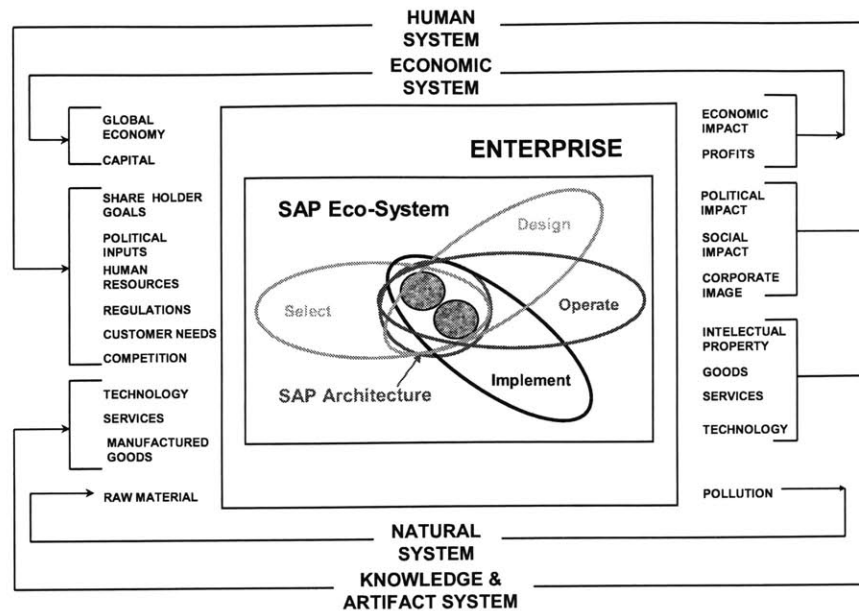 HUMAN
SYSTEM
ECONOMIC
SYSTEM
GLOBAL
ECONOMY
CAPITAL
SHARE HOLDER
GOALS
POLITICAL
INPUTS
HUMAN
RESOURCES
REGULATIONS
CUSTOMER NEEDS
COMPETITION
TECHNOLOGY
SERVICES
MANUFACTURED
GOODS
RAW MATERIAL
ENTERPRISE
SAP Eco-System
Design
Select
Operate
Implement
SAP Architecture
ECONOMIC
IMPACT
PROFITS
POLITICAL
IMPACT
SOCIAL
IMPACT
CORPORATE
IMAGE
INTELECTUAL
PROPERTY
GOODS
SERVICES
TECHNOLOGY
POLLUTION
NATURAL
SYSTEM
KNOWLEDGE &
ARTIFACT SYSTEM